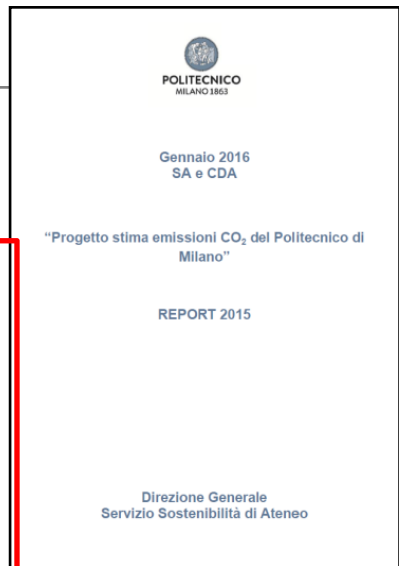 POLITECNICO
MILANO 1863
Gennaio 2016
SA e CDA
“Progetto stima emissioni CO₂ del Politecnico di
Milano”
REPORT 2015
Direzione Generale
Servizio Sostenibilità di Ateneo